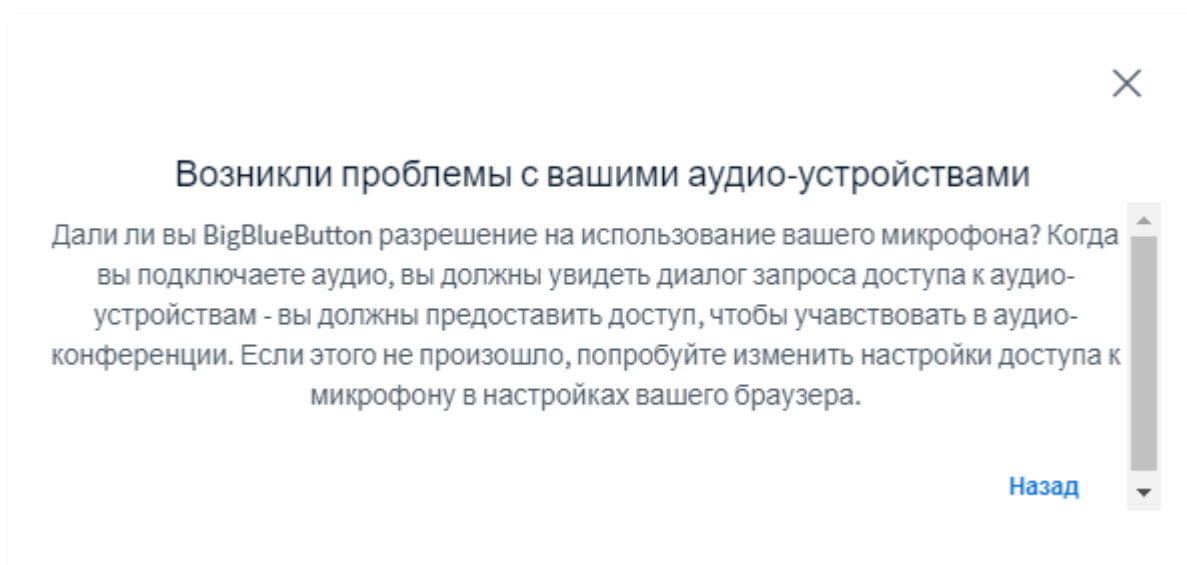 Возникли проблемы с вашими аудио-устройствами
Дали ли вы BigBlueButton разрешение на использование вашего микрофона? Когда
вы подключаете аудио, вы должны увидеть диалог запроса доступа к аудио-
устройствам - вы должны предоставить доступ, чтобы учавствовать в аудио-
конференции. Если этого не произошло, попробуйте изменить настройки доступа к
микрофону в настройках вашего браузера.
Назад